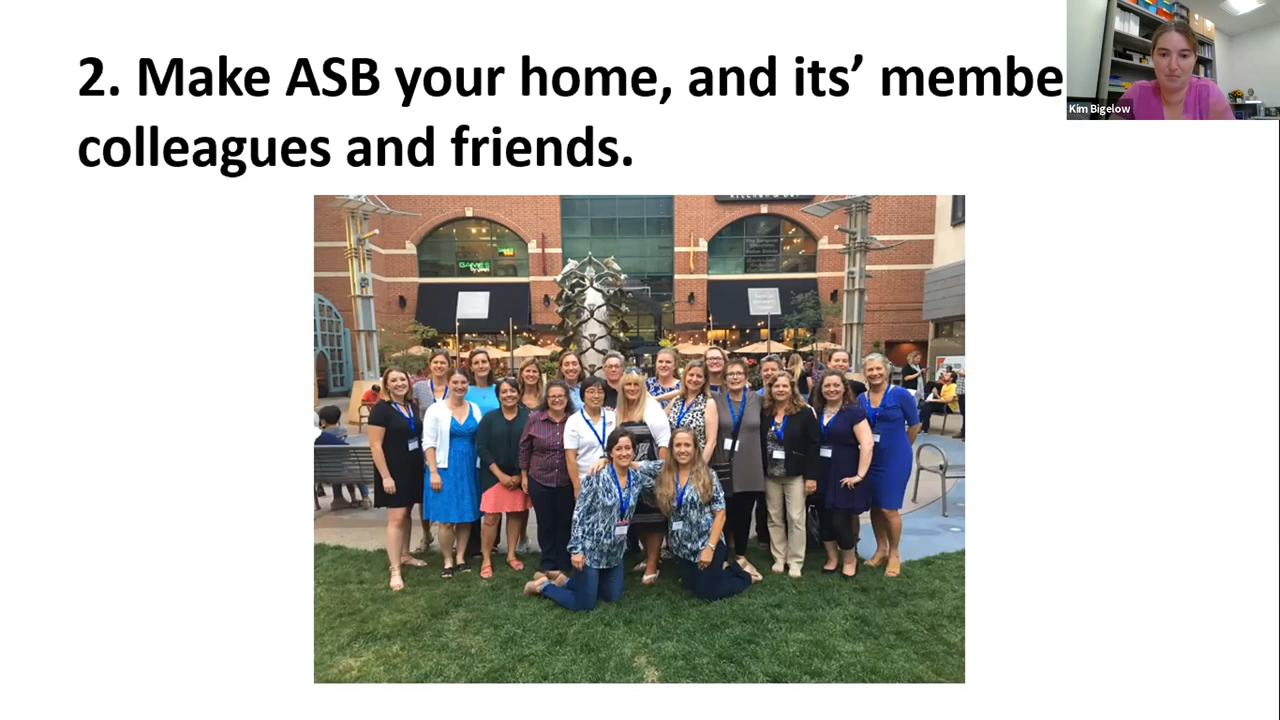 2. Make ASB your home, and its’ membe
colleagues and friends.
Kim Bigelow
GAMES